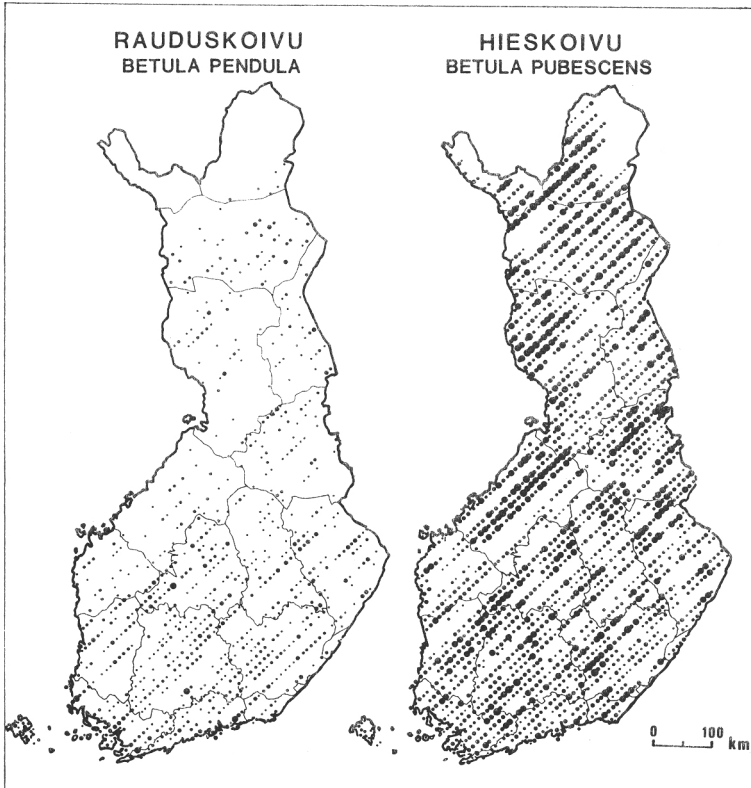 RAUDUSKOIVU
BETULA PENDULA
HIESKOIVU
BETULA PUBESCENS
0 100
km